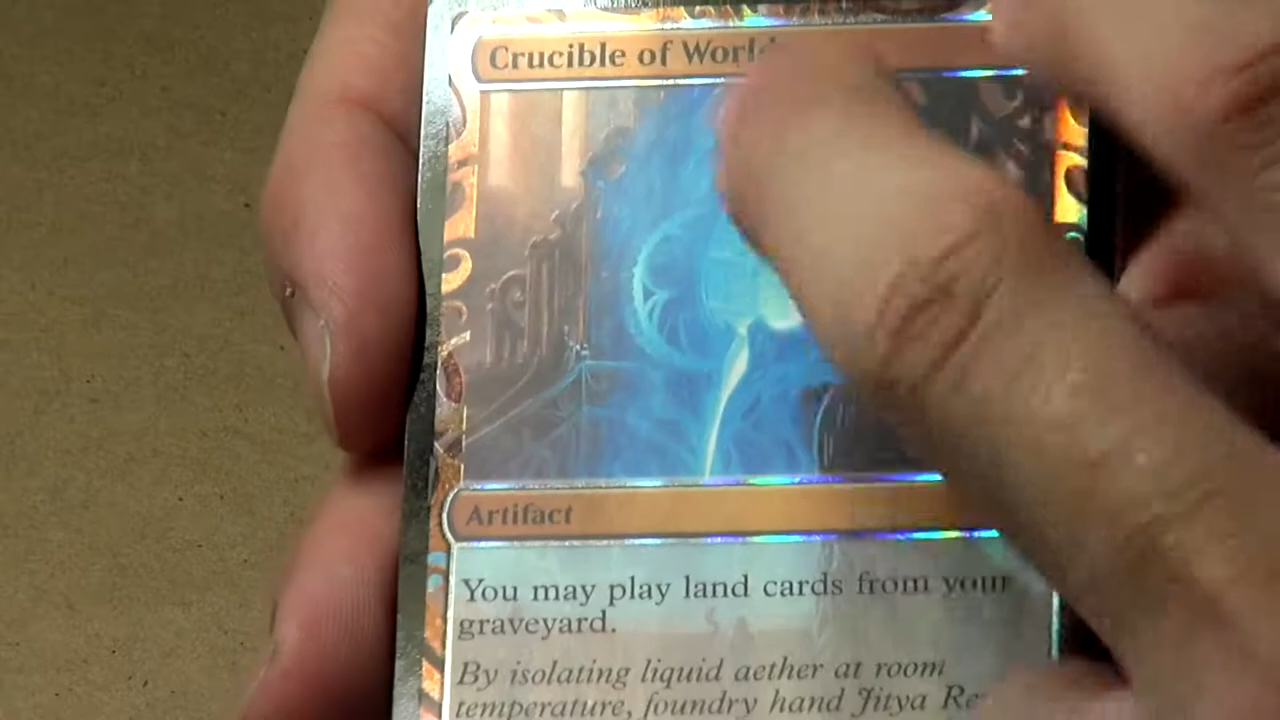 Crucible of World
Artifact
You may play land cards from your
graveyard.
By isolating liquid aether at room
temperature, foundry hand Jitya Re